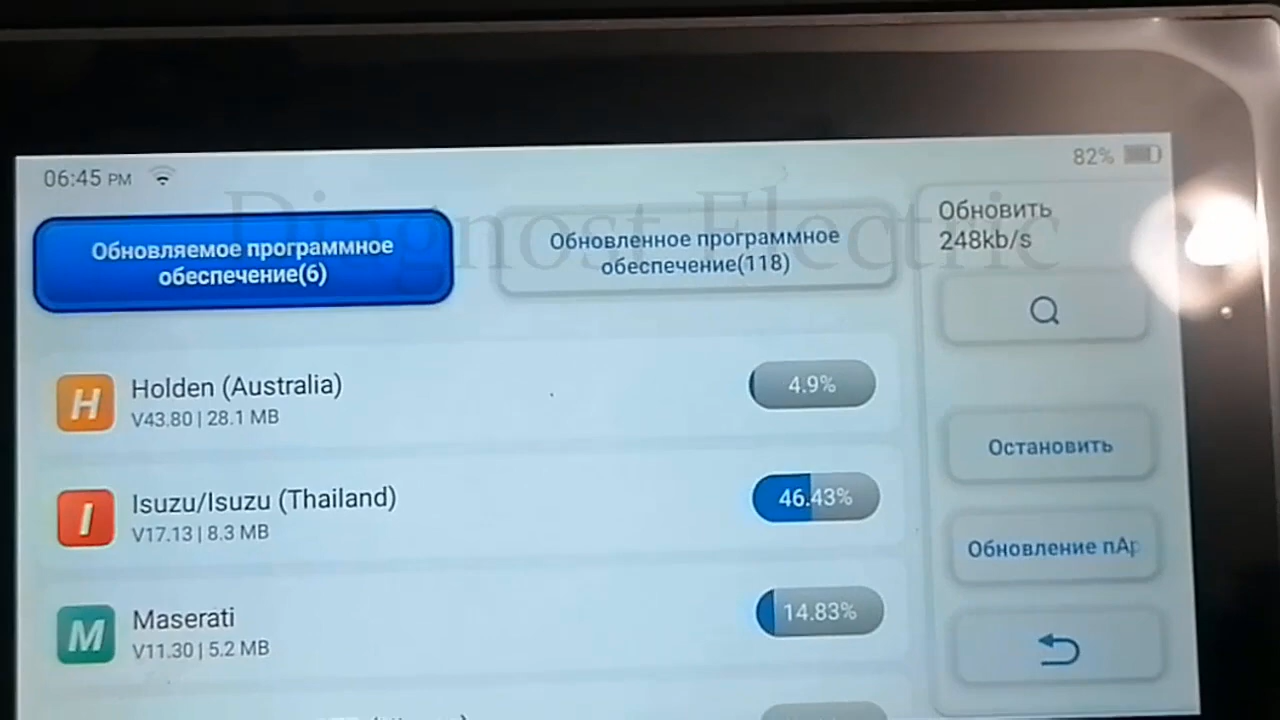 06:45 PM
82%
Diagnost Electric
Обновляемое программное
обеспечение(6)
Обновленное программное
обеспечение(118)
Обновить
248kb/s
H
Holden (Australia)
V43.80 | 28.1 MB
4.9%
I
Isuzu/Isuzu (Thailand)
V17.13 | 8.3 MB
46.43%
M
Maserati
V11.30 | 5.2 MB
14.83%
Остановить
Обновление пАр